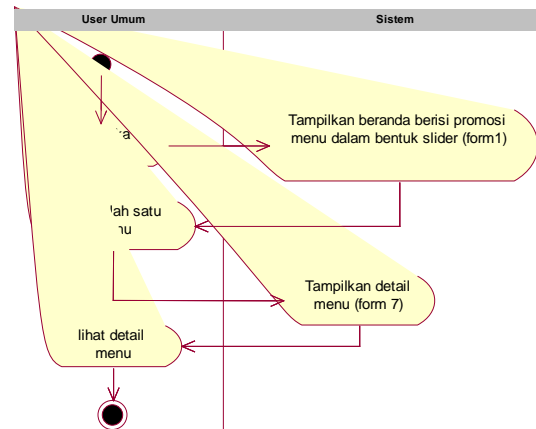 User Umum
Sistem
Tampilkan beranda berisi promosi
menu dalam bentuk slider (form1)
satu
Tampilkan detail
menu (form 7)
lihat detail
menu